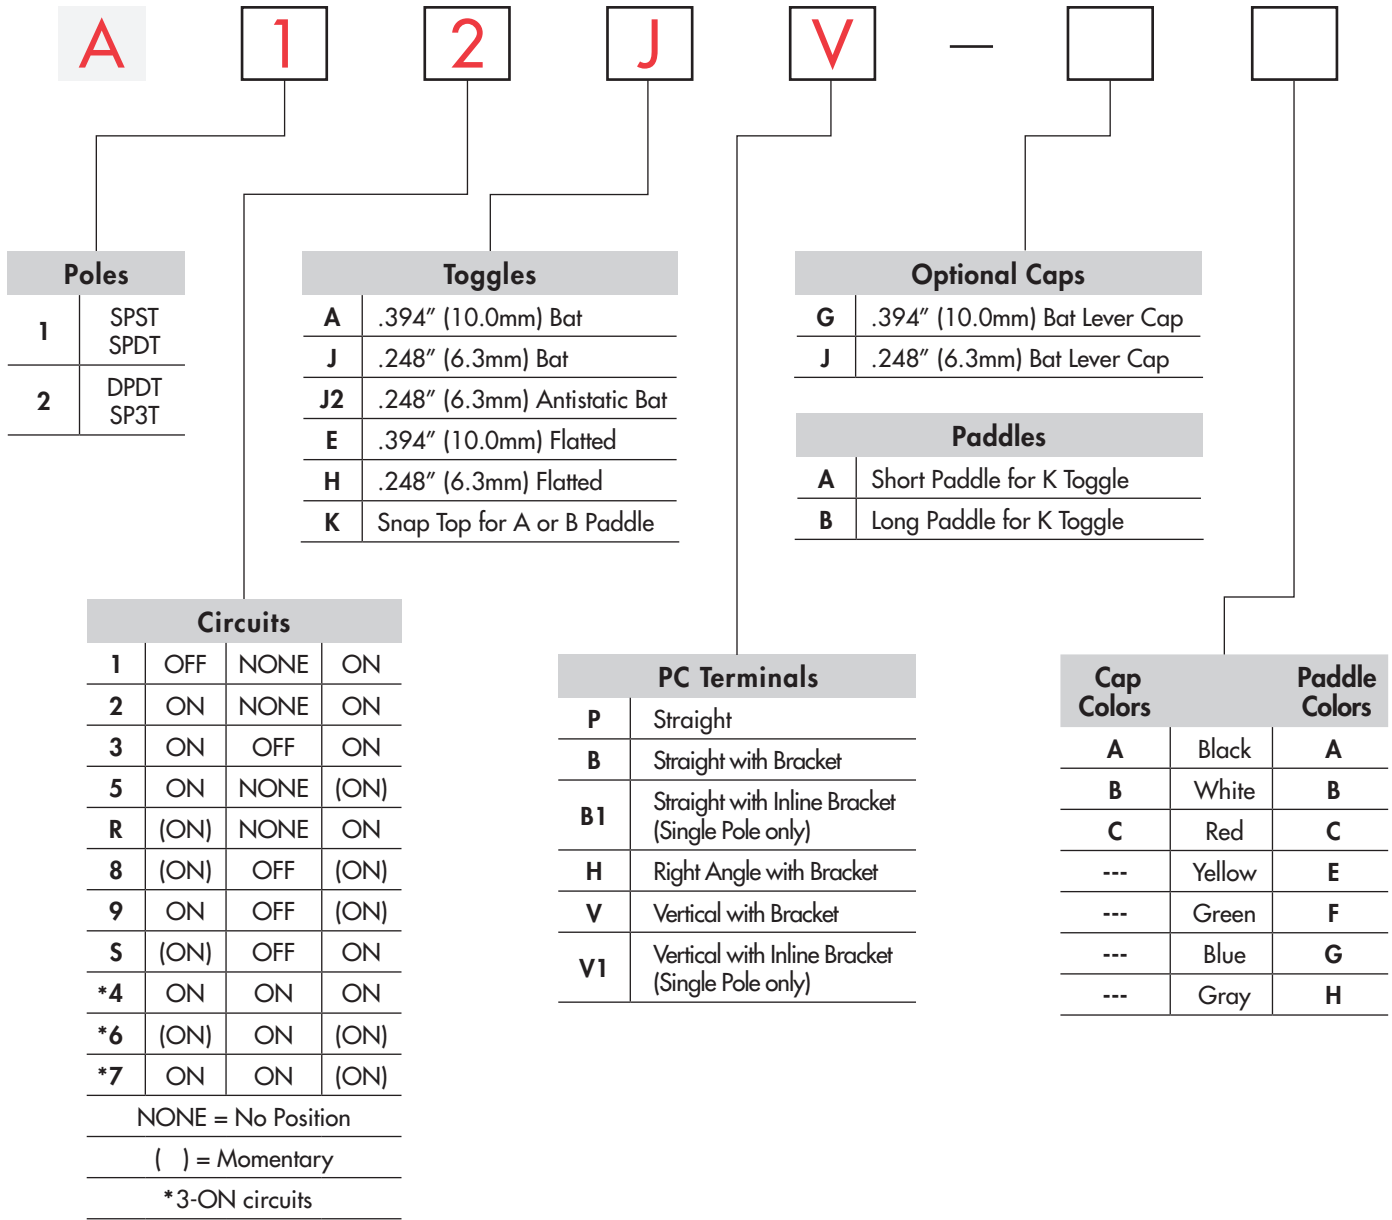 A 1 2 J V —
Poles
1 SPST
SPDT
2 DPDT
SP3T
Toggles
A .394" (10.0mm) Bat
J .248" (6.3mm) Bat
J2 .248" (6.3mm) Antistatic Bat
E .394" (10.0mm) Flatted
H .248" (6.3mm) Flatted
K Snap Top for A or B Paddle
Optional Caps
G .394" (10.0mm) Bat Lever Cap
J .248" (6.3mm) Bat Lever Cap
Paddles
A Short Paddle for K Toggle
B Long Paddle for K Toggle
Circuits
1 OFF NONE ON
2 ON NONE ON
3 ON OFF ON
5 ON NONE (ON)
R (ON) NONE ON
8 (ON) OFF (ON)
9 ON OFF (ON)
S (ON) OFF ON
*4 ON ON ON
*6 (ON) ON (ON)
*7 ON ON (ON)
NONE = No Position
( ) = Momentary
*3-ON circuits
PC Terminals
P Straight
B Straight with Bracket
B1 Straight with Inline Bracket
(Single Pole only)
H Right Angle with Bracket
V Vertical with Bracket
V1 Vertical with Inline Bracket
(Single Pole only)
Cap Paddle
Colors Colors
A Black A
B White B
C Red C
--- Yellow E
--- Green F
--- Blue G
--- Gray H